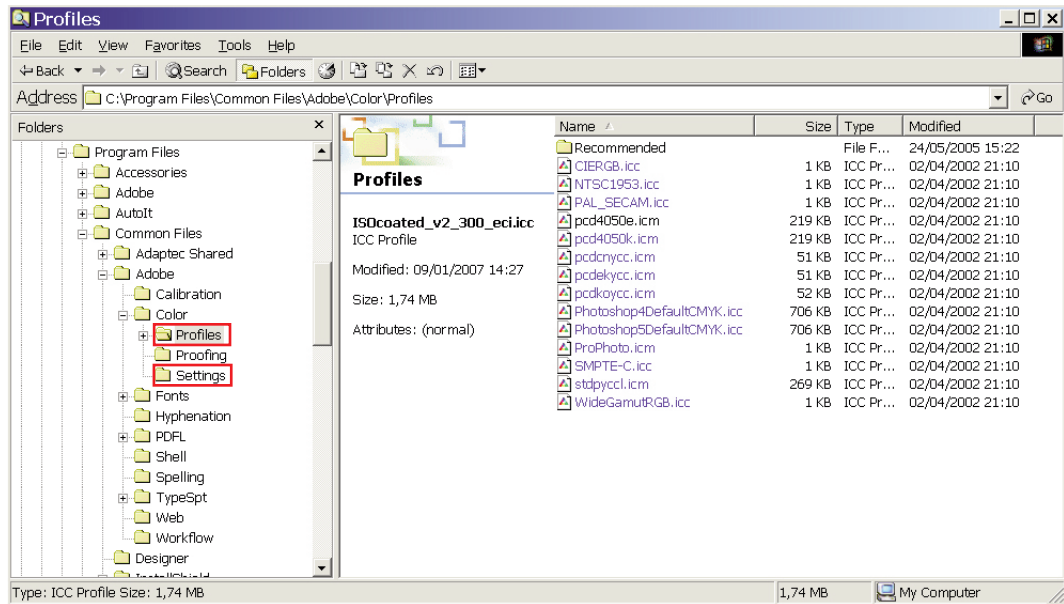 Profiles
File Edit View Favorites Tools Help
Back Search Folders
Address C:\Program Files\Common Files\Adobe\Color\Profiles Go
Folders
Program Files
Accessories
Adobe
AutoIt
Common Files
Adaptec Shared
Adobe
Calibration
Color
Profiles
Proofing
Settings
Fonts
Hyphenation
PDFL
Shell
Spelling
TypeSpt
Web
Workflow
Designer
InstallShield
Profiles
ISOcoated_v2_300_eci.icc
ICC Profile
Modified: 09/01/2007 14:27
Size: 1,74 MB
Attributes: (normal)
Name Size Type Modified
Recommended File F... 24/05/2005 15:22
CIERGB.icc 1 KB ICC Pr... 02/04/2002 21:10
NTSC1953.icc 1 KB ICC Pr... 02/04/2002 21:10
PAL_SECAM.icc 1 KB ICC Pr... 02/04/2002 21:10
pcd4050e.icm 219 KB ICC Pr... 02/04/2002 21:10
pcd4050k.icm 219 KB ICC Pr... 02/04/2002 21:10
pcdcnycc.icm 51 KB ICC Pr... 02/04/2002 21:10
pcdekycc.icm 51 KB ICC Pr... 02/04/2002 21:10
pcdkoycc.icm 52 KB ICC Pr... 02/04/2002 21:10
Photoshop4DefaultCMYK.icc 706 KB ICC Pr... 02/04/2002 21:10
Photoshop5DefaultCMYK.icc 706 KB ICC Pr... 02/04/2002 21:10
ProPhoto.icm 1 KB ICC Pr... 02/04/2002 21:10
SMPTE-C.icc 1 KB ICC Pr... 02/04/2002 21:10
stdpyccl.icm 269 KB ICC Pr... 02/04/2002 21:10
WideGamutRGB.icc 1 KB ICC Pr... 02/04/2002 21:10
Type: ICC Profile Size: 1,74 MB 1,74 MB My Computer